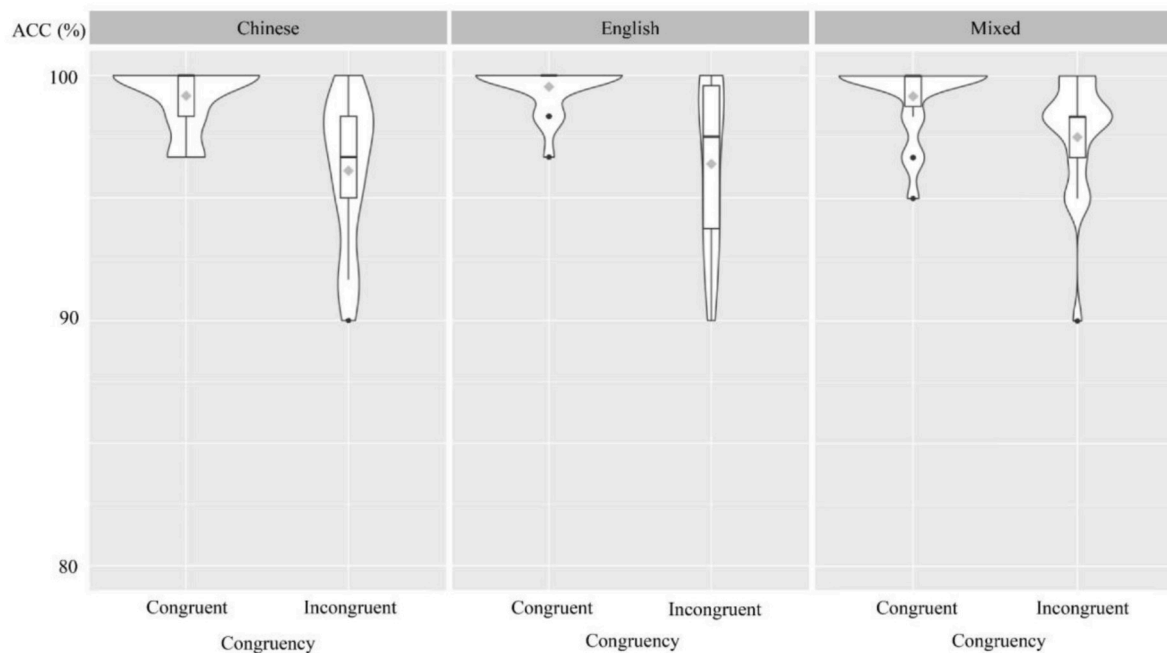 ACC (%)
Chinese
English
Mixed
100
90
80
Congruent
Incongruent
Congruent
Incongruent
Congruent
Incongruent
Congruency
Congruency
Congruency